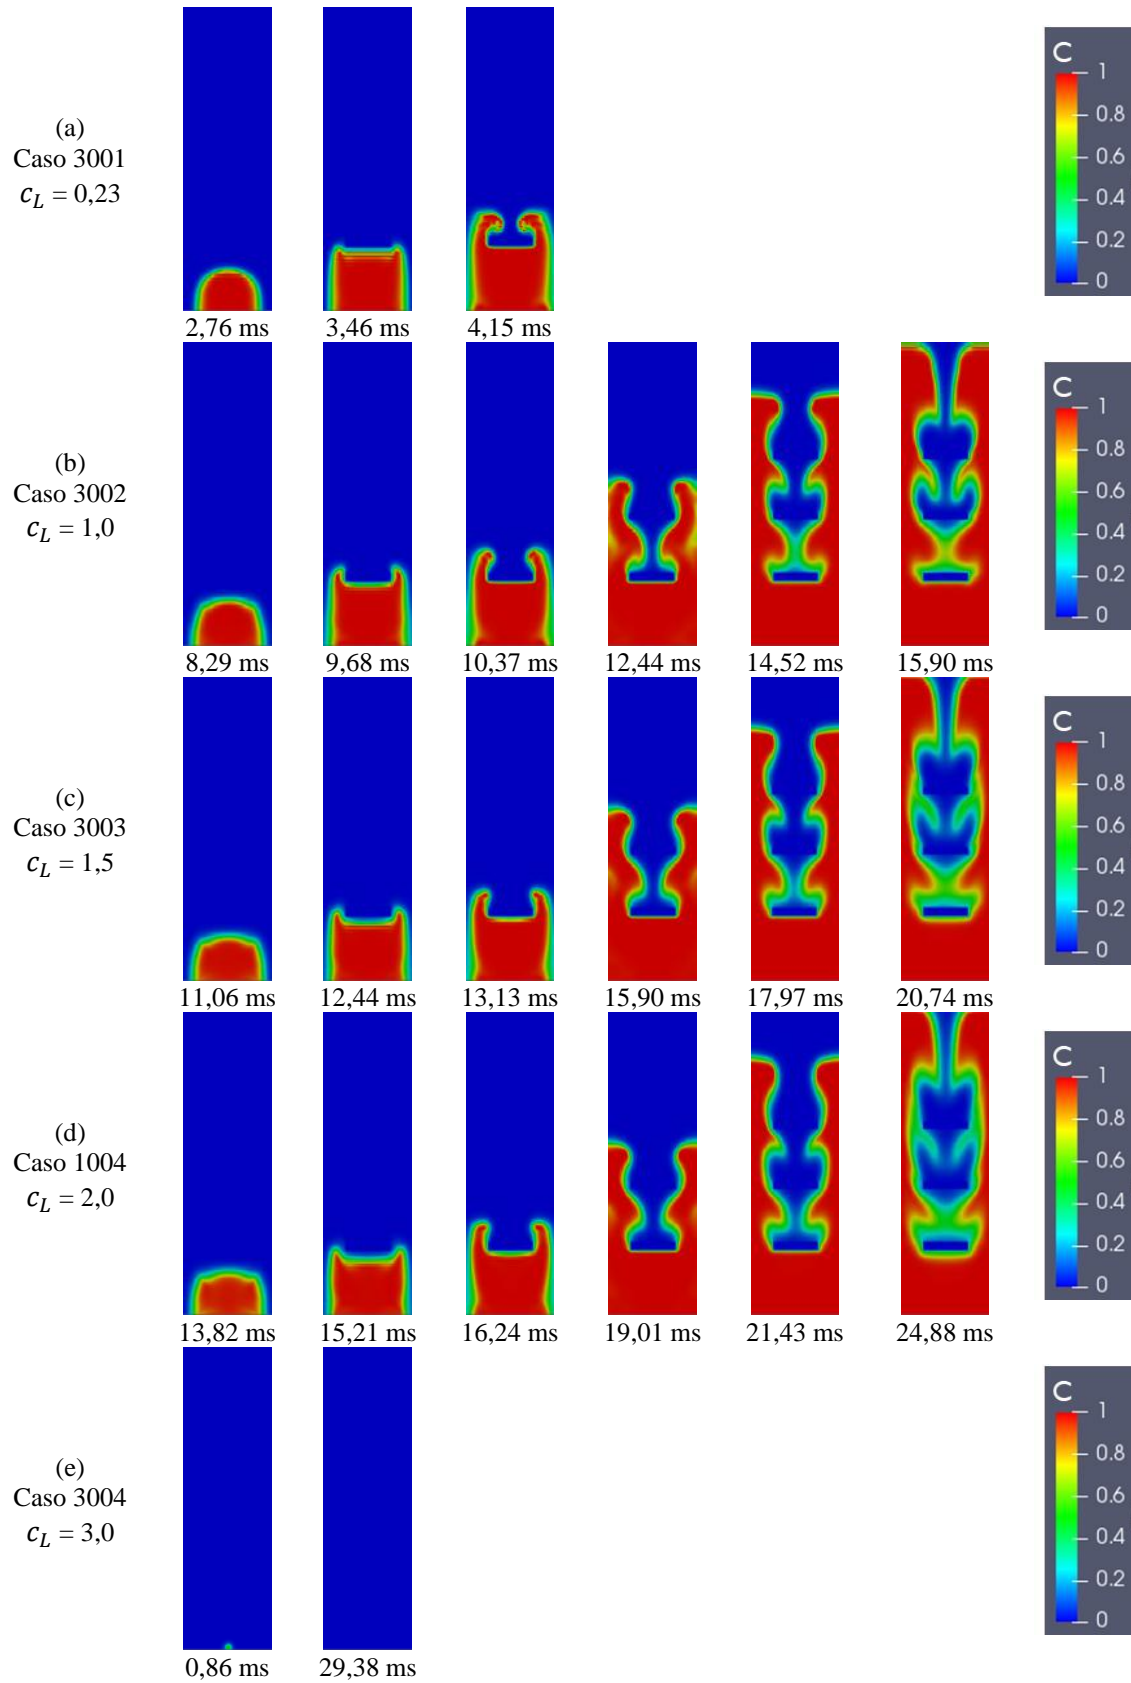 (a)
Caso 3001
c_L = 0,23
2,76 ms 3,46 ms 4,15 ms
C
1
0.8
0.6
0.4
0.2
0
(b)
Caso 3002
c_L = 1,0
8,29 ms 9,68 ms 10,37 ms 12,44 ms 14,52 ms 15,90 ms
C
1
0.8
0.6
0.4
0.2
0
(c)
Caso 3003
c_L = 1,5
11,06 ms 12,44 ms 13,13 ms 15,90 ms 17,97 ms 20,74 ms
C
1
0.8
0.6
0.4
0.2
0
(d)
Caso 1004
c_L = 2,0
13,82 ms 15,21 ms 16,24 ms 19,01 ms 21,43 ms 24,88 ms
C
1
0.8
0.6
0.4
0.2
0
(e)
Caso 3004
c_L = 3,0
0,86 ms 29,38 ms
C
1
0.8
0.6
0.4
0.2
0